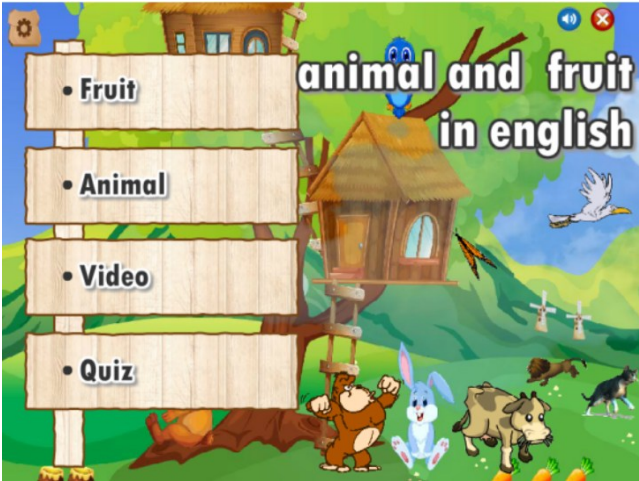 animal and fruit
in english
• Fruit
• Animal
• Video
• Quiz